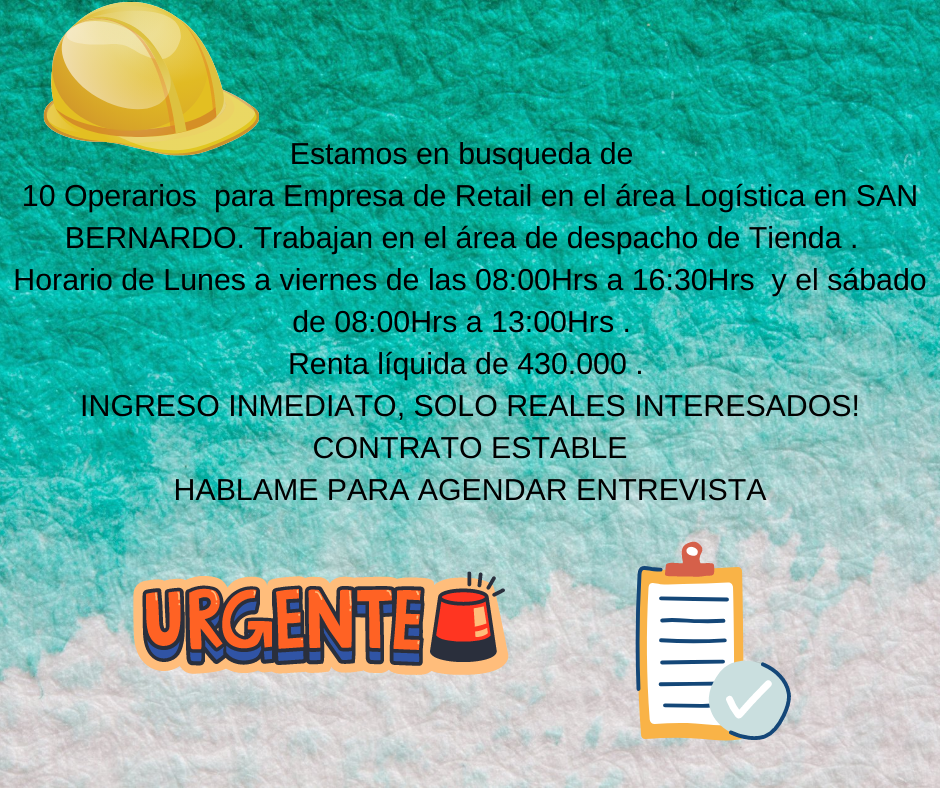 Estamos en busqueda de
10 Operarios  para Empresa de Retail en el área Logística en SAN
BERNARDO. Trabajan en el área de despacho de Tienda .
Horario de Lunes a viernes de las 08:00Hrs a 16:30Hrs  y el sábado
de 08:00Hrs a 13:00Hrs .
Renta líquida de 430.000 .
INGRESO INMEDIATO, SOLO REALES INTERESADOS!
CONTRATO ESTABLE
HABLAME PARA AGENDAR ENTREVISTA
URGENTE